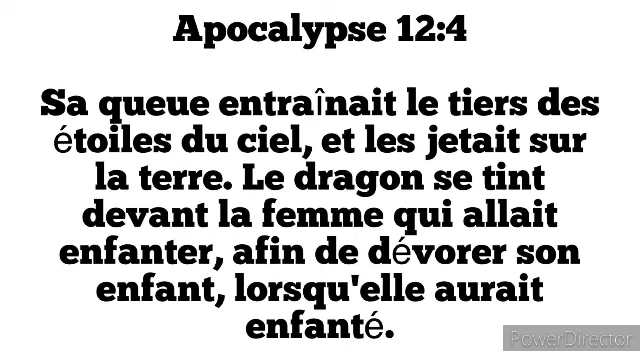 Apocalypse 12:4
Sa queue entraînait le tiers des
étoiles du ciel, et les jetait sur
la terre. Le dragon se tint
devant la femme qui allait
enfanter, afin de dévorer son
enfant, lorsqu'elle aurait
enfanté.
PowerDirector